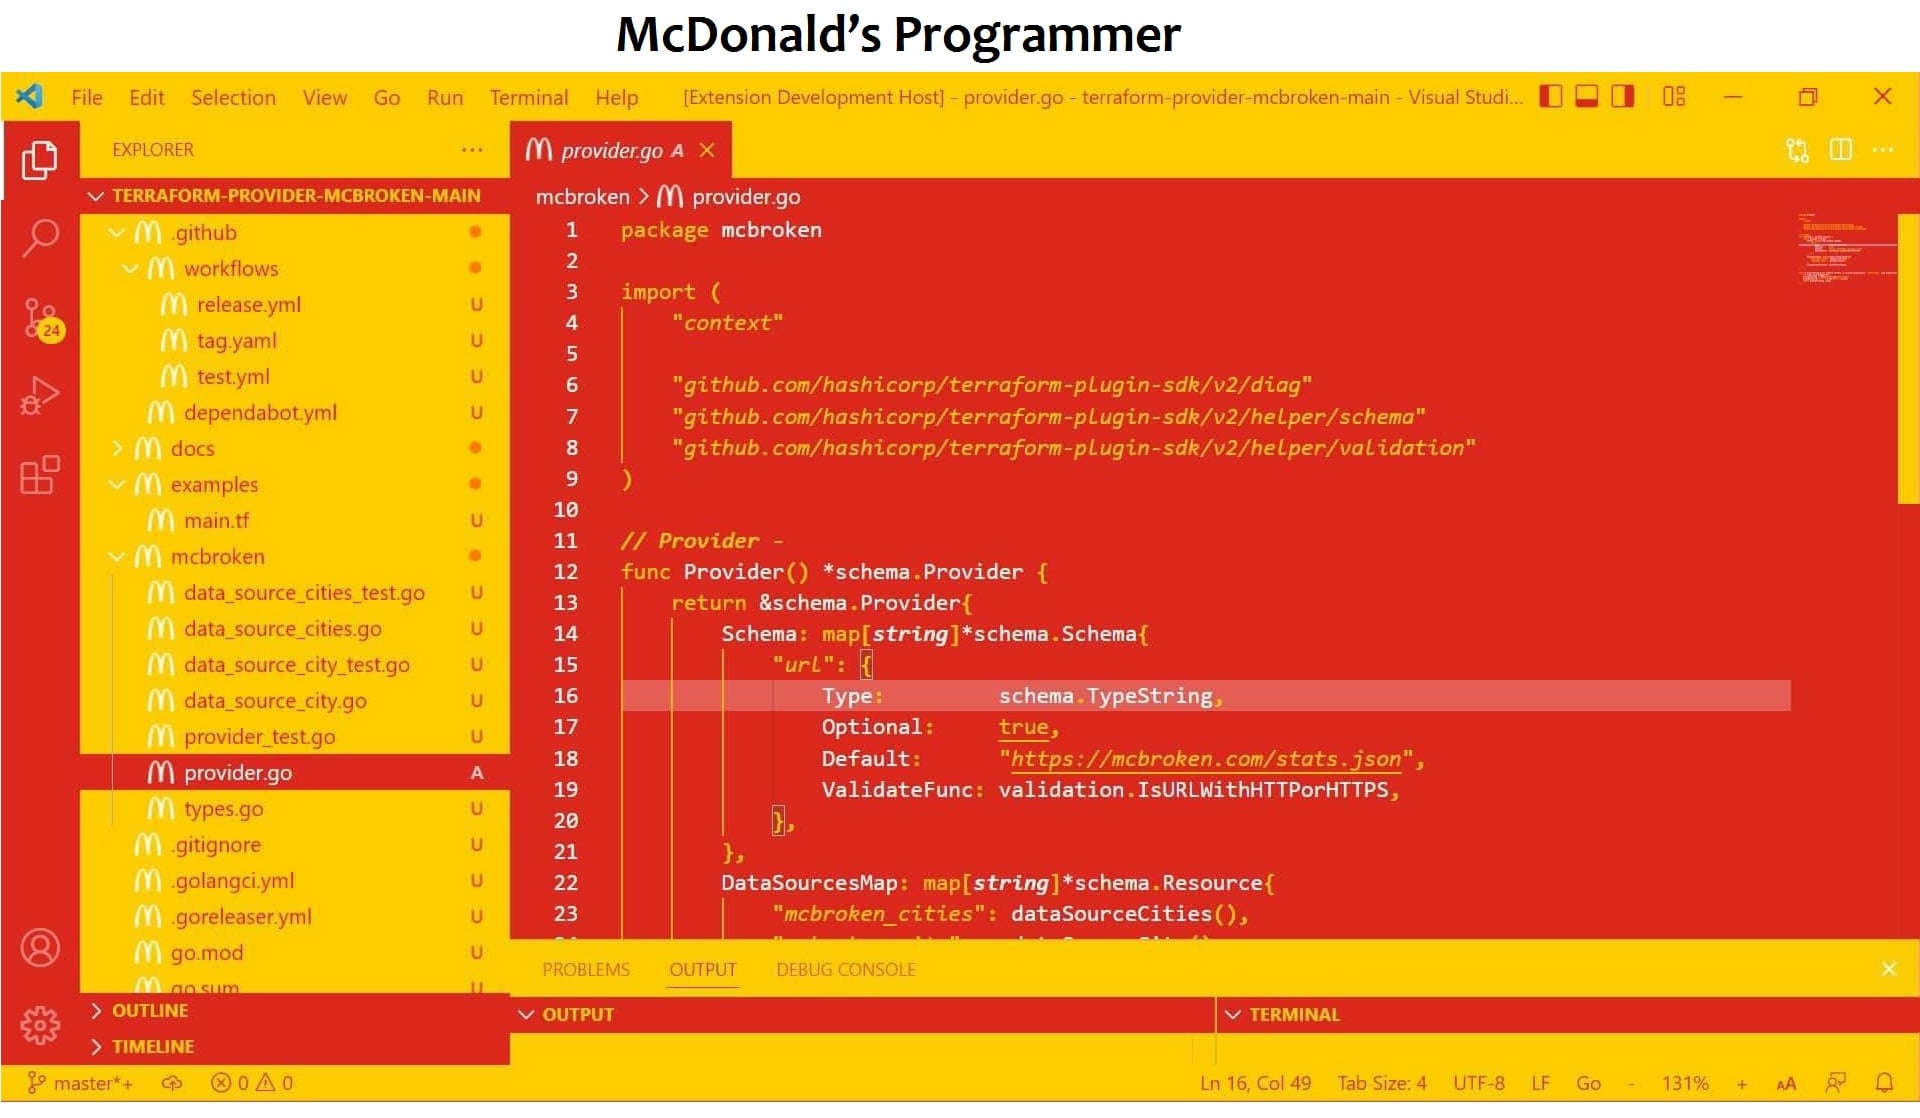 McDonald's Programmer
File Edit Selection View Go Run Terminal Help [Extension Development Host] - provider.go - terraform-provider-mcbroken-main - Visual Studi...
EXPLORER ...
provider.go A
TERRAFORM-PROVIDER-MCBROKEN-MAIN
.github
workflows
release.yml U
tag.yaml U
test.yml U
dependabot.yml U
docs
examples
main.tf U
mcbroken
data_source_cities_test.go U
data_source_cities.go U
data_source_city_test.go U
data_source_city.go U
provider_test.go U
provider.go A
types.go U
.gitignore U
.golangci.yml U
.goreleaser.yml U
go.mod U
go.sum U
OUTLINE
TIMELINE
24
mcbroken > provider.go
1 package mcbroken
2
3 import (
4 "context"
5
6 "github.com/hashicorp/terraform-plugin-sdk/v2/diag"
7 "github.com/hashicorp/terraform-plugin-sdk/v2/helper/schema"
8 "github.com/hashicorp/terraform-plugin-sdk/v2/helper/validation"
9 )
10
11 // Provider -
12 func Provider() *schema.Provider {
13 return &schema.Provider{
14 Schema: map[string]*schema.Schema{
15 "url": {
16 Type: schema.TypeString,
17 Optional: true,
18 Default: "https://mcbroken.com/stats.json",
19 ValidateFunc: validation.IsURLWithHTTPorHTTPS,
20 },
21 },
22 DataSourcesMap: map[string]*schema.Resource{
23 "mcbroken_cities": dataSourceCities(),
PROBLEMS OUTPUT DEBUG CONSOLE
OUTPUT
TERMINAL
master*+ 0 0 Ln 16, Col 49 Tab Size: 4 UTF-8 LF Go - 131% + AA